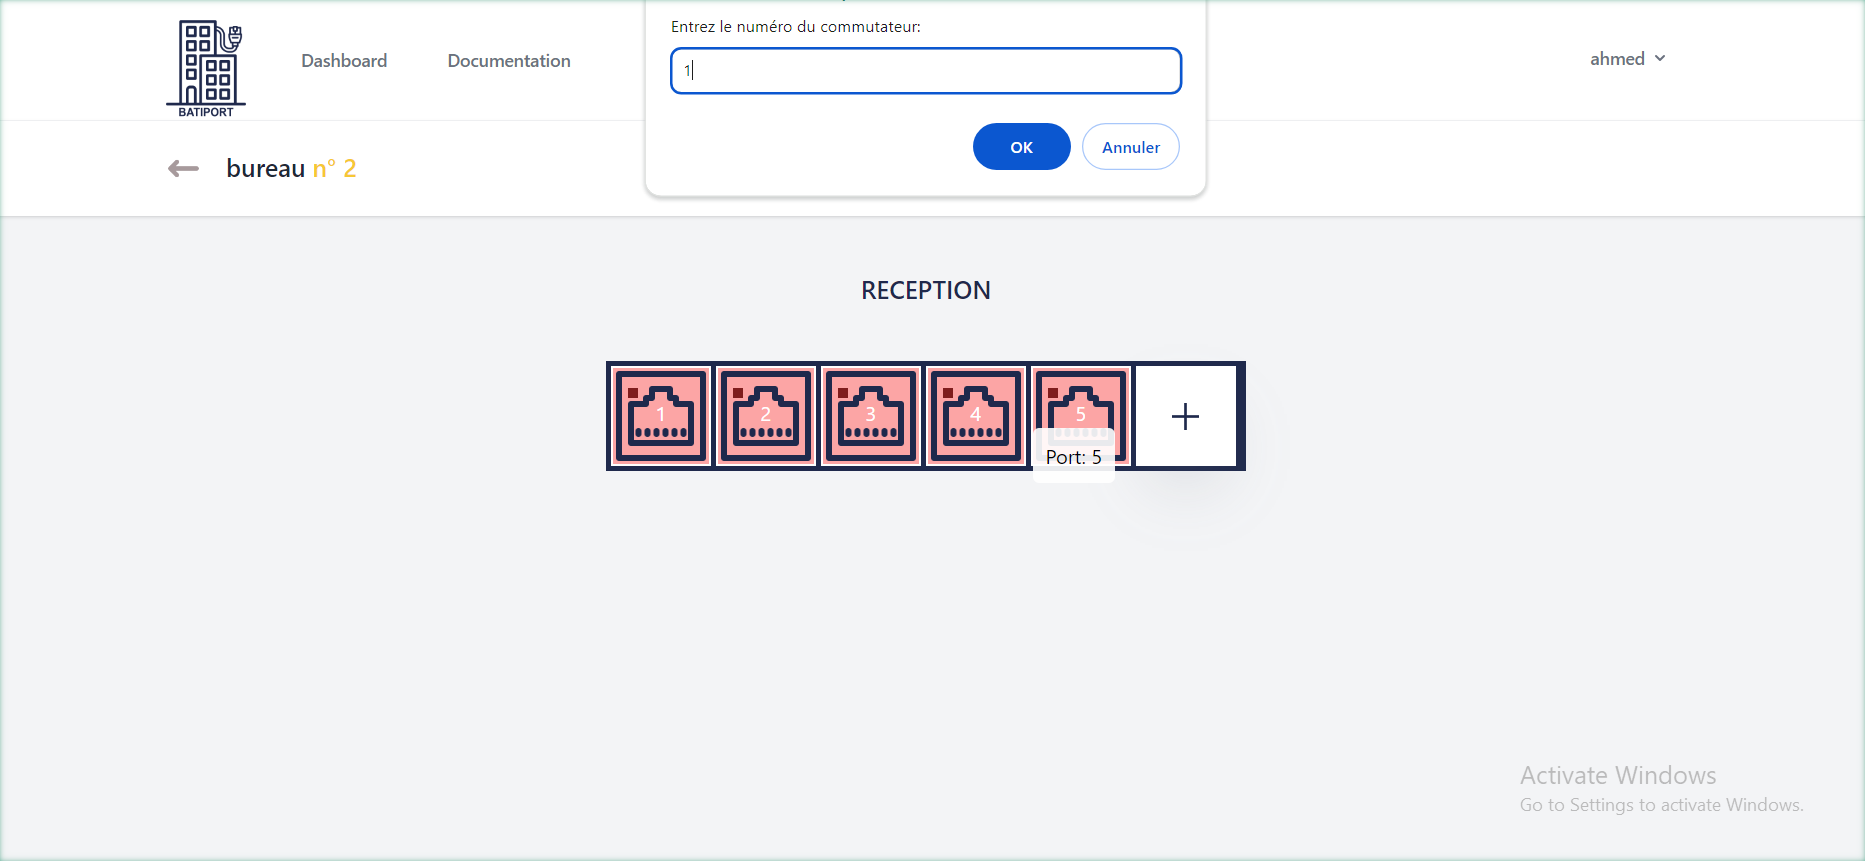 Entrez le numéro du commutateur:
1
OK
Annuler
BATIPORT
Dashboard
Documentation
ahmed
bureau n° 2
RECEPTION
1
2
3
4
5
Port: 5
Activate Windows
Go to Settings to activate Windows.